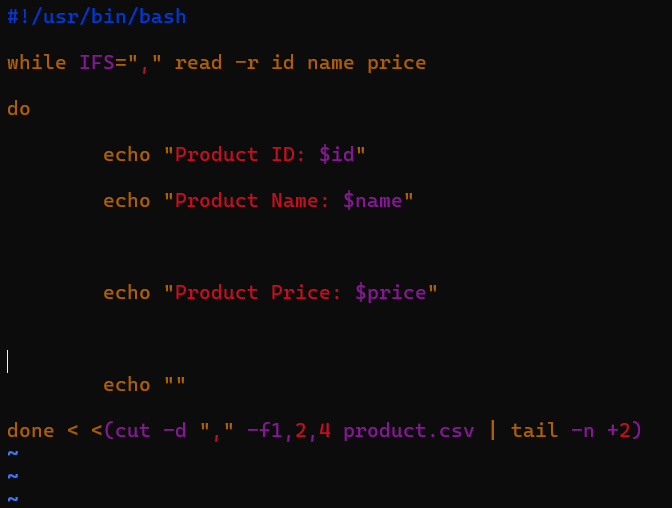 #!/usr/bin/bash
while IFS="," read -r id name price
do
echo "Product ID: $id"
echo "Product Name: $name"
echo "Product Price: $price"
echo ""
done < <(cut -d "," -f1,2,4 product.csv | tail -n +2)
~
~
~